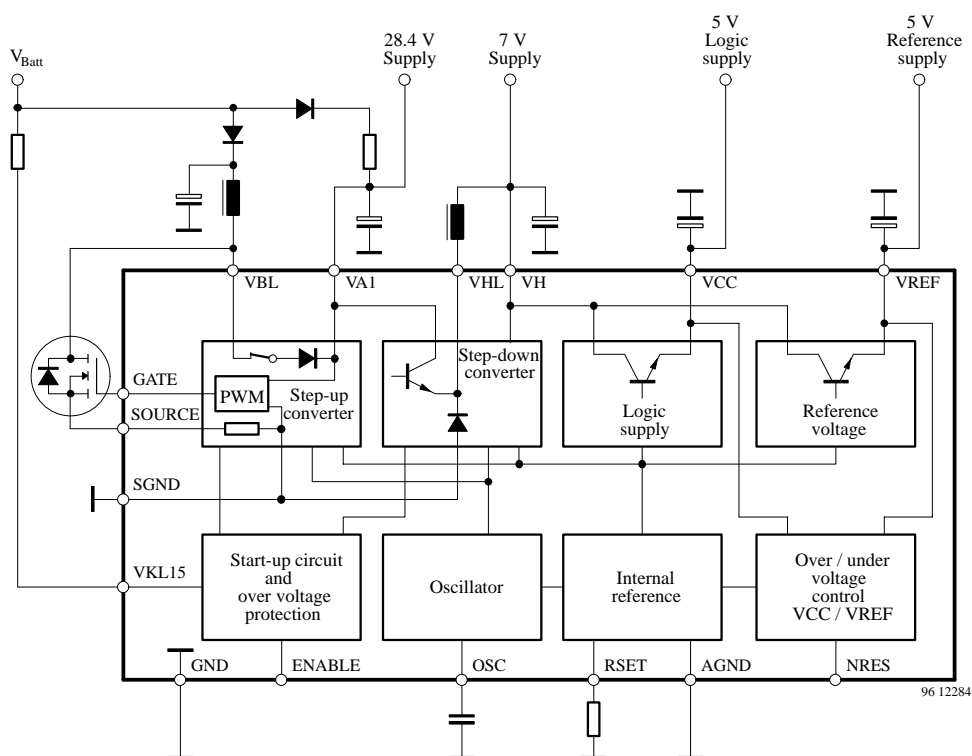 V_Batt
28.4 V
Supply
7 V
Supply
5 V
Logic
supply
5 V
Reference
supply
VBL
VA1
VHL
VH
VCC
VREF
GATE
SOURCE
SGND
VKL15
PWM
Step-up
converter
Step-down
converter
Logic
supply
Reference
voltage
Start-up circuit
and
over voltage
protection
Oscillator
Internal
reference
Over / under
voltage
control
VCC / VREF
GND
ENABLE
OSC
RSET
AGND
NRES
96 12284